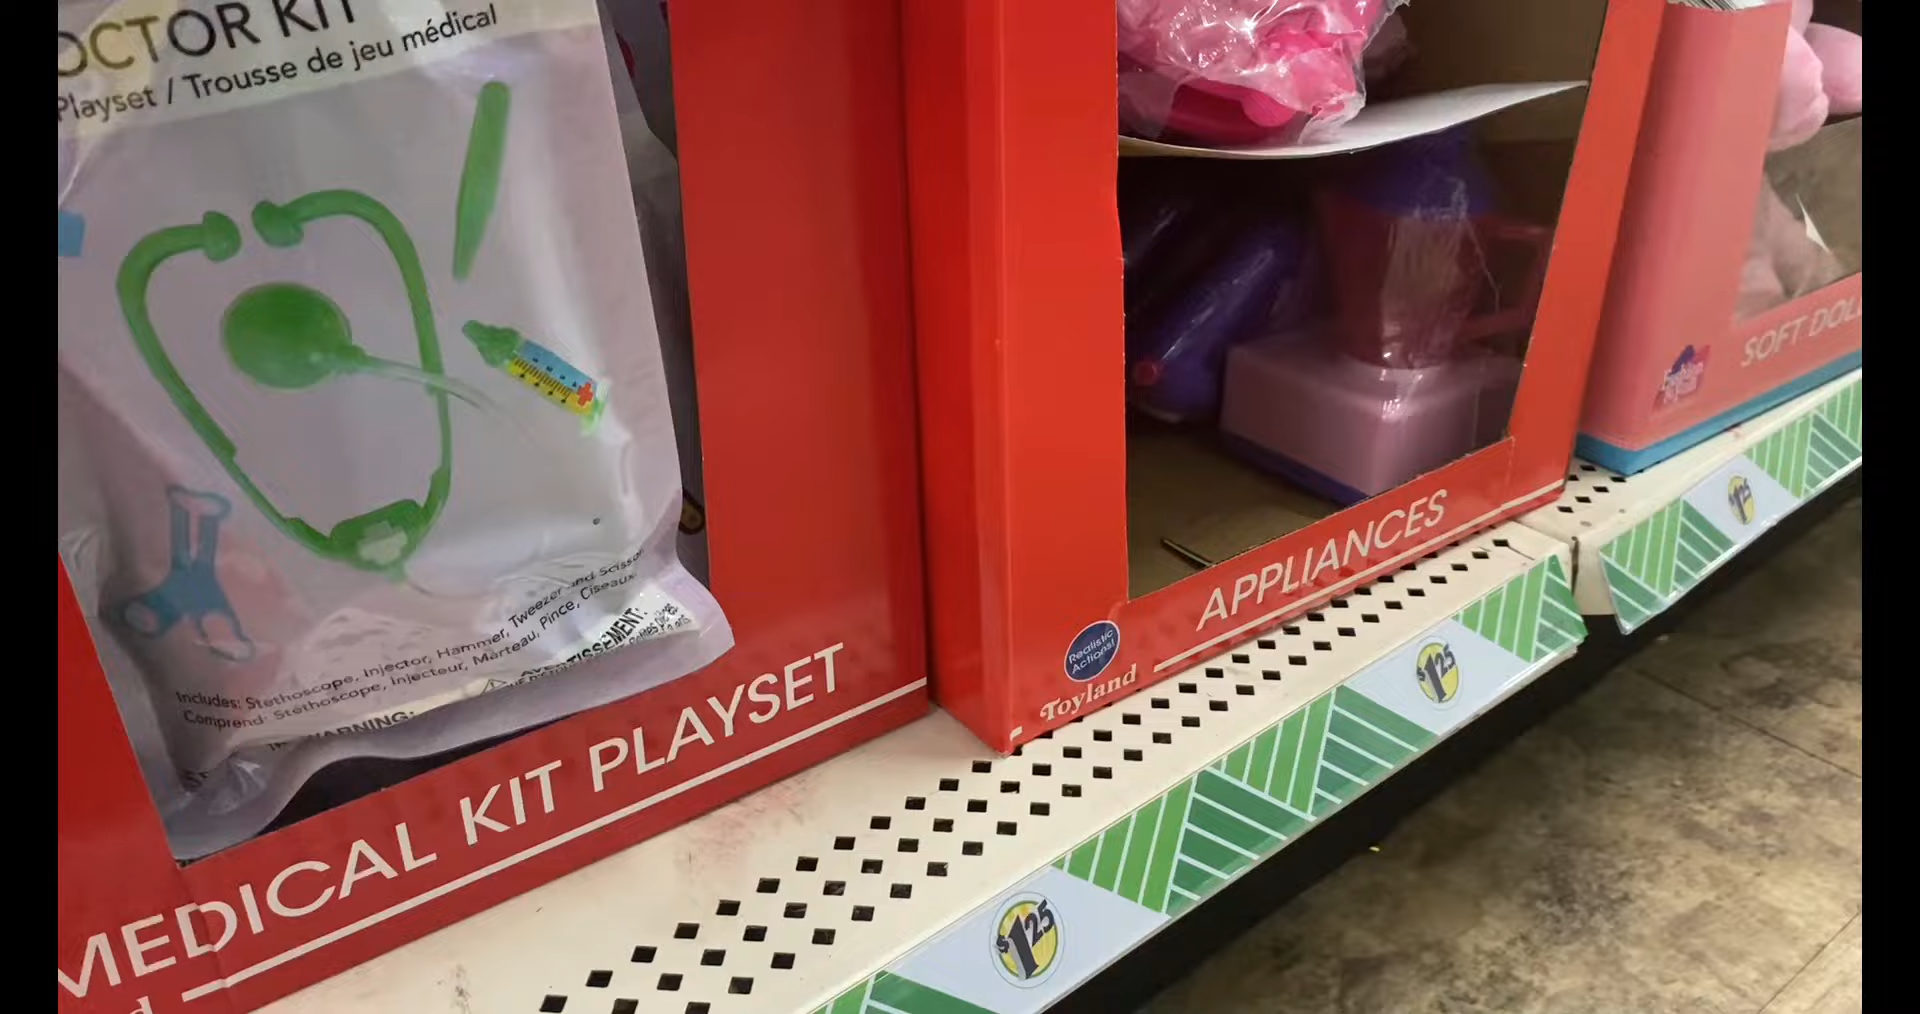 OCTOR KIT
Playset / Trousse de jeu médical
Includes: Stethoscope, Injector, Hammer, Tweezer and Scissor
Comprend: Stéthoscope, Injecteur, Marteau, Pince, Ciseaux
AVERTISSEMENT:
WARNING:
MEDICAL KIT PLAYSET
Realistic
Actions!
Toyland
APPLIANCES
SOFT DOL
$1.25
$1.25
$1.25